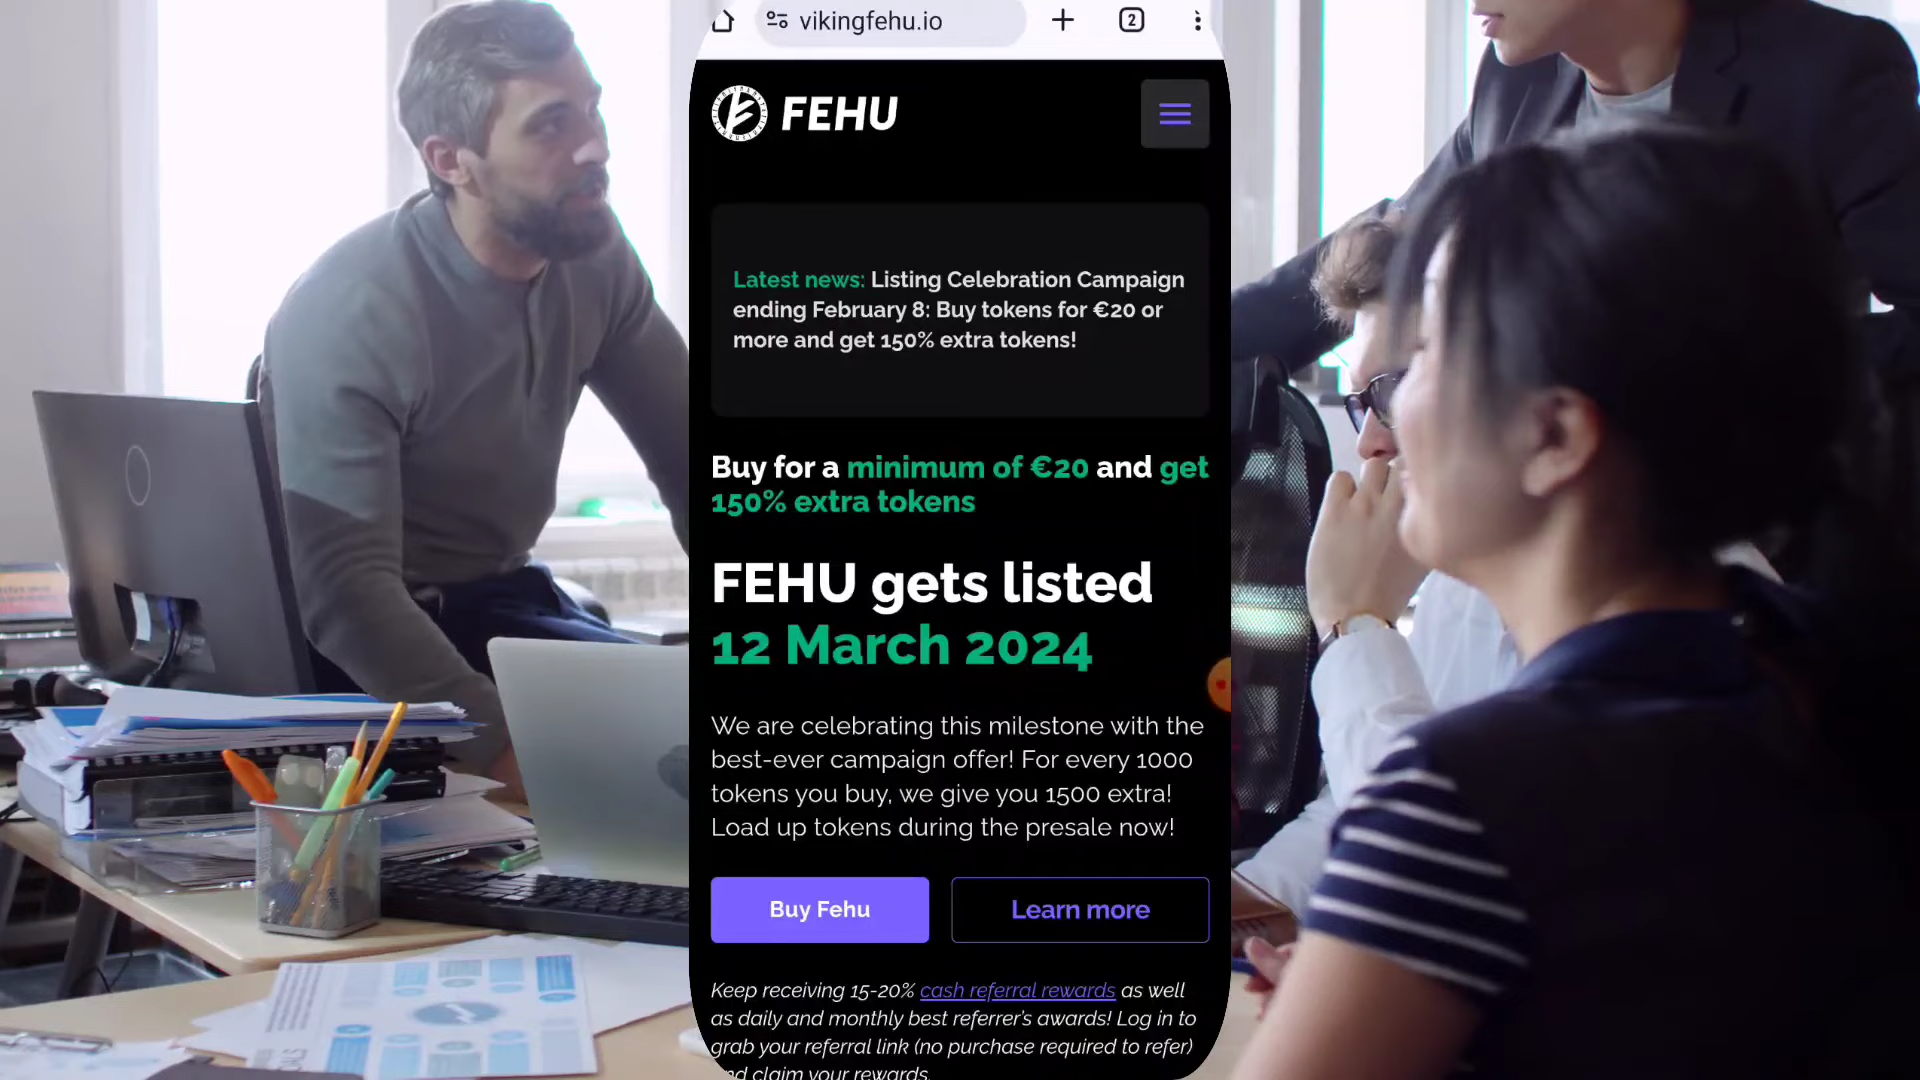 vikingfehu.io
2
FEHU
Latest news: Listing Celebration Campaign
ending February 8: Buy tokens for €20 or
more and get 150% extra tokens!
Buy for a minimum of €20 and get
150% extra tokens
FEHU gets listed
12 March 2024
We are celebrating this milestone with the
best-ever campaign offer! For every 1000
tokens you buy, we give you 1500 extra!
Load up tokens during the presale now!
Buy Fehu
Learn more
Keep receiving 15-20% cash referral rewards as well
as daily and monthly best referrer's awards! Log in to
grab your referral link (no purchase required to refer)
and claim your rewards.